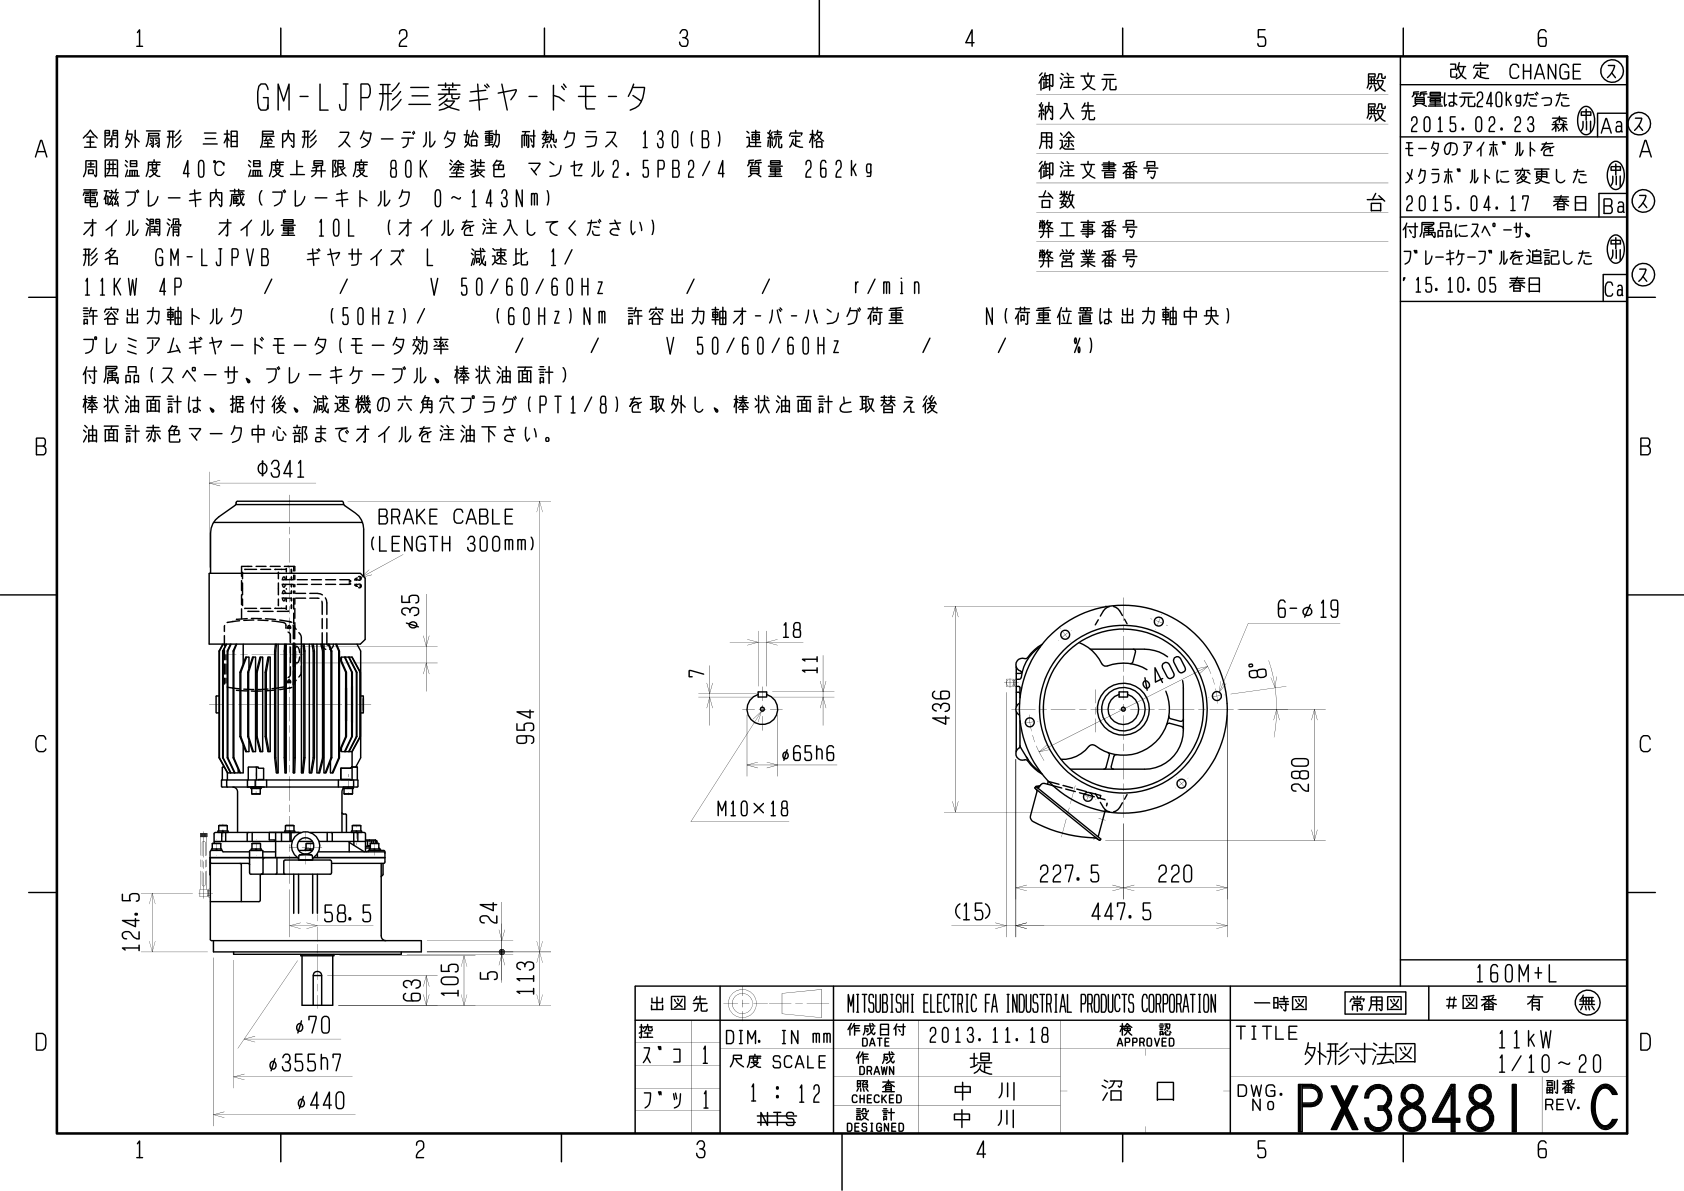 1 2 3 4 5 6
GM-LJP形三菱ギヤ-ドモ-タ
全閉外扇形 三相 屋内形 スターデルタ始動 耐熱クラス 130(B) 連続定格
周囲温度 40℃ 温度上昇限度 80K 塗装色 マンセル2.5PB2/4 質量 262kg
電磁ブレーキ内蔵(ブレーキトルク 0~143Nm)
オイル潤滑 オイル量 10L (オイルを注入してください)
形名 GM-LJPVB ギヤサイズ L 減速比 1/
11KW 4P / / V 50/60/60Hz / / r/min
許容出力軸トルク (50Hz)/ (60Hz)Nm 許容出力軸オ-バ-ハング荷重 N(荷重位置は出力軸中央)
プレミアムギヤードモータ(モータ効率 / / V 50/60/60Hz / / %)
付属品(スペーサ、ブレーキケーブル、棒状油面計)
棒状油面計は、据付後、減速機の六角穴プラグ(PT1/8)を取外し、棒状油面計と取替え後
油面計赤色マーク中心部までオイルを注油下さい。
御注文元 殿
納入先 殿
用途
御注文書番号
台数 台
弊工事番号
弊営業番号
改定 CHANGE ス
質量は元240kgだった
2015.02.23 森 中川 Aa ス
モータのアイボルトを
メクラボルトに変更した 中川
2015.04.17 春日 Ba ス
付属品にスペーサ、
ブレーキケーブルを追記した 中川
'15.10.05 春日 Ca ス
A A
B B
C C
D D
Φ341
BRAKE CABLE
(LENGTH 300mm)
φ35
954
124.5
58.5
24
5
113
105
63
φ70
φ355h7
φ440
18
7
11
φ65h6
M10×18
6-φ19
φ400
8°
436
280
227.5
220
(15)
447.5
160M+L
出図先
控
ズコ 1
ブツ 1
DIM. IN mm
尺度 SCALE
1 : 12
NTS
MITSUBISHI ELECTRIC FA INDUSTRIAL PRODUCTS CORPORATION
作成日付
DATE
2013.11.18
作成
DRAWN
堤
照査
CHECKED
中川
設計
DESIGNED
中川
検認
APPROVED
沼口
一時図 常用図 #図番 有 無
TITLE
外形寸法図
11kW
1/10~20
DWG.
No
PX38481
副番
REV.
C
1 2 3 4 5 6